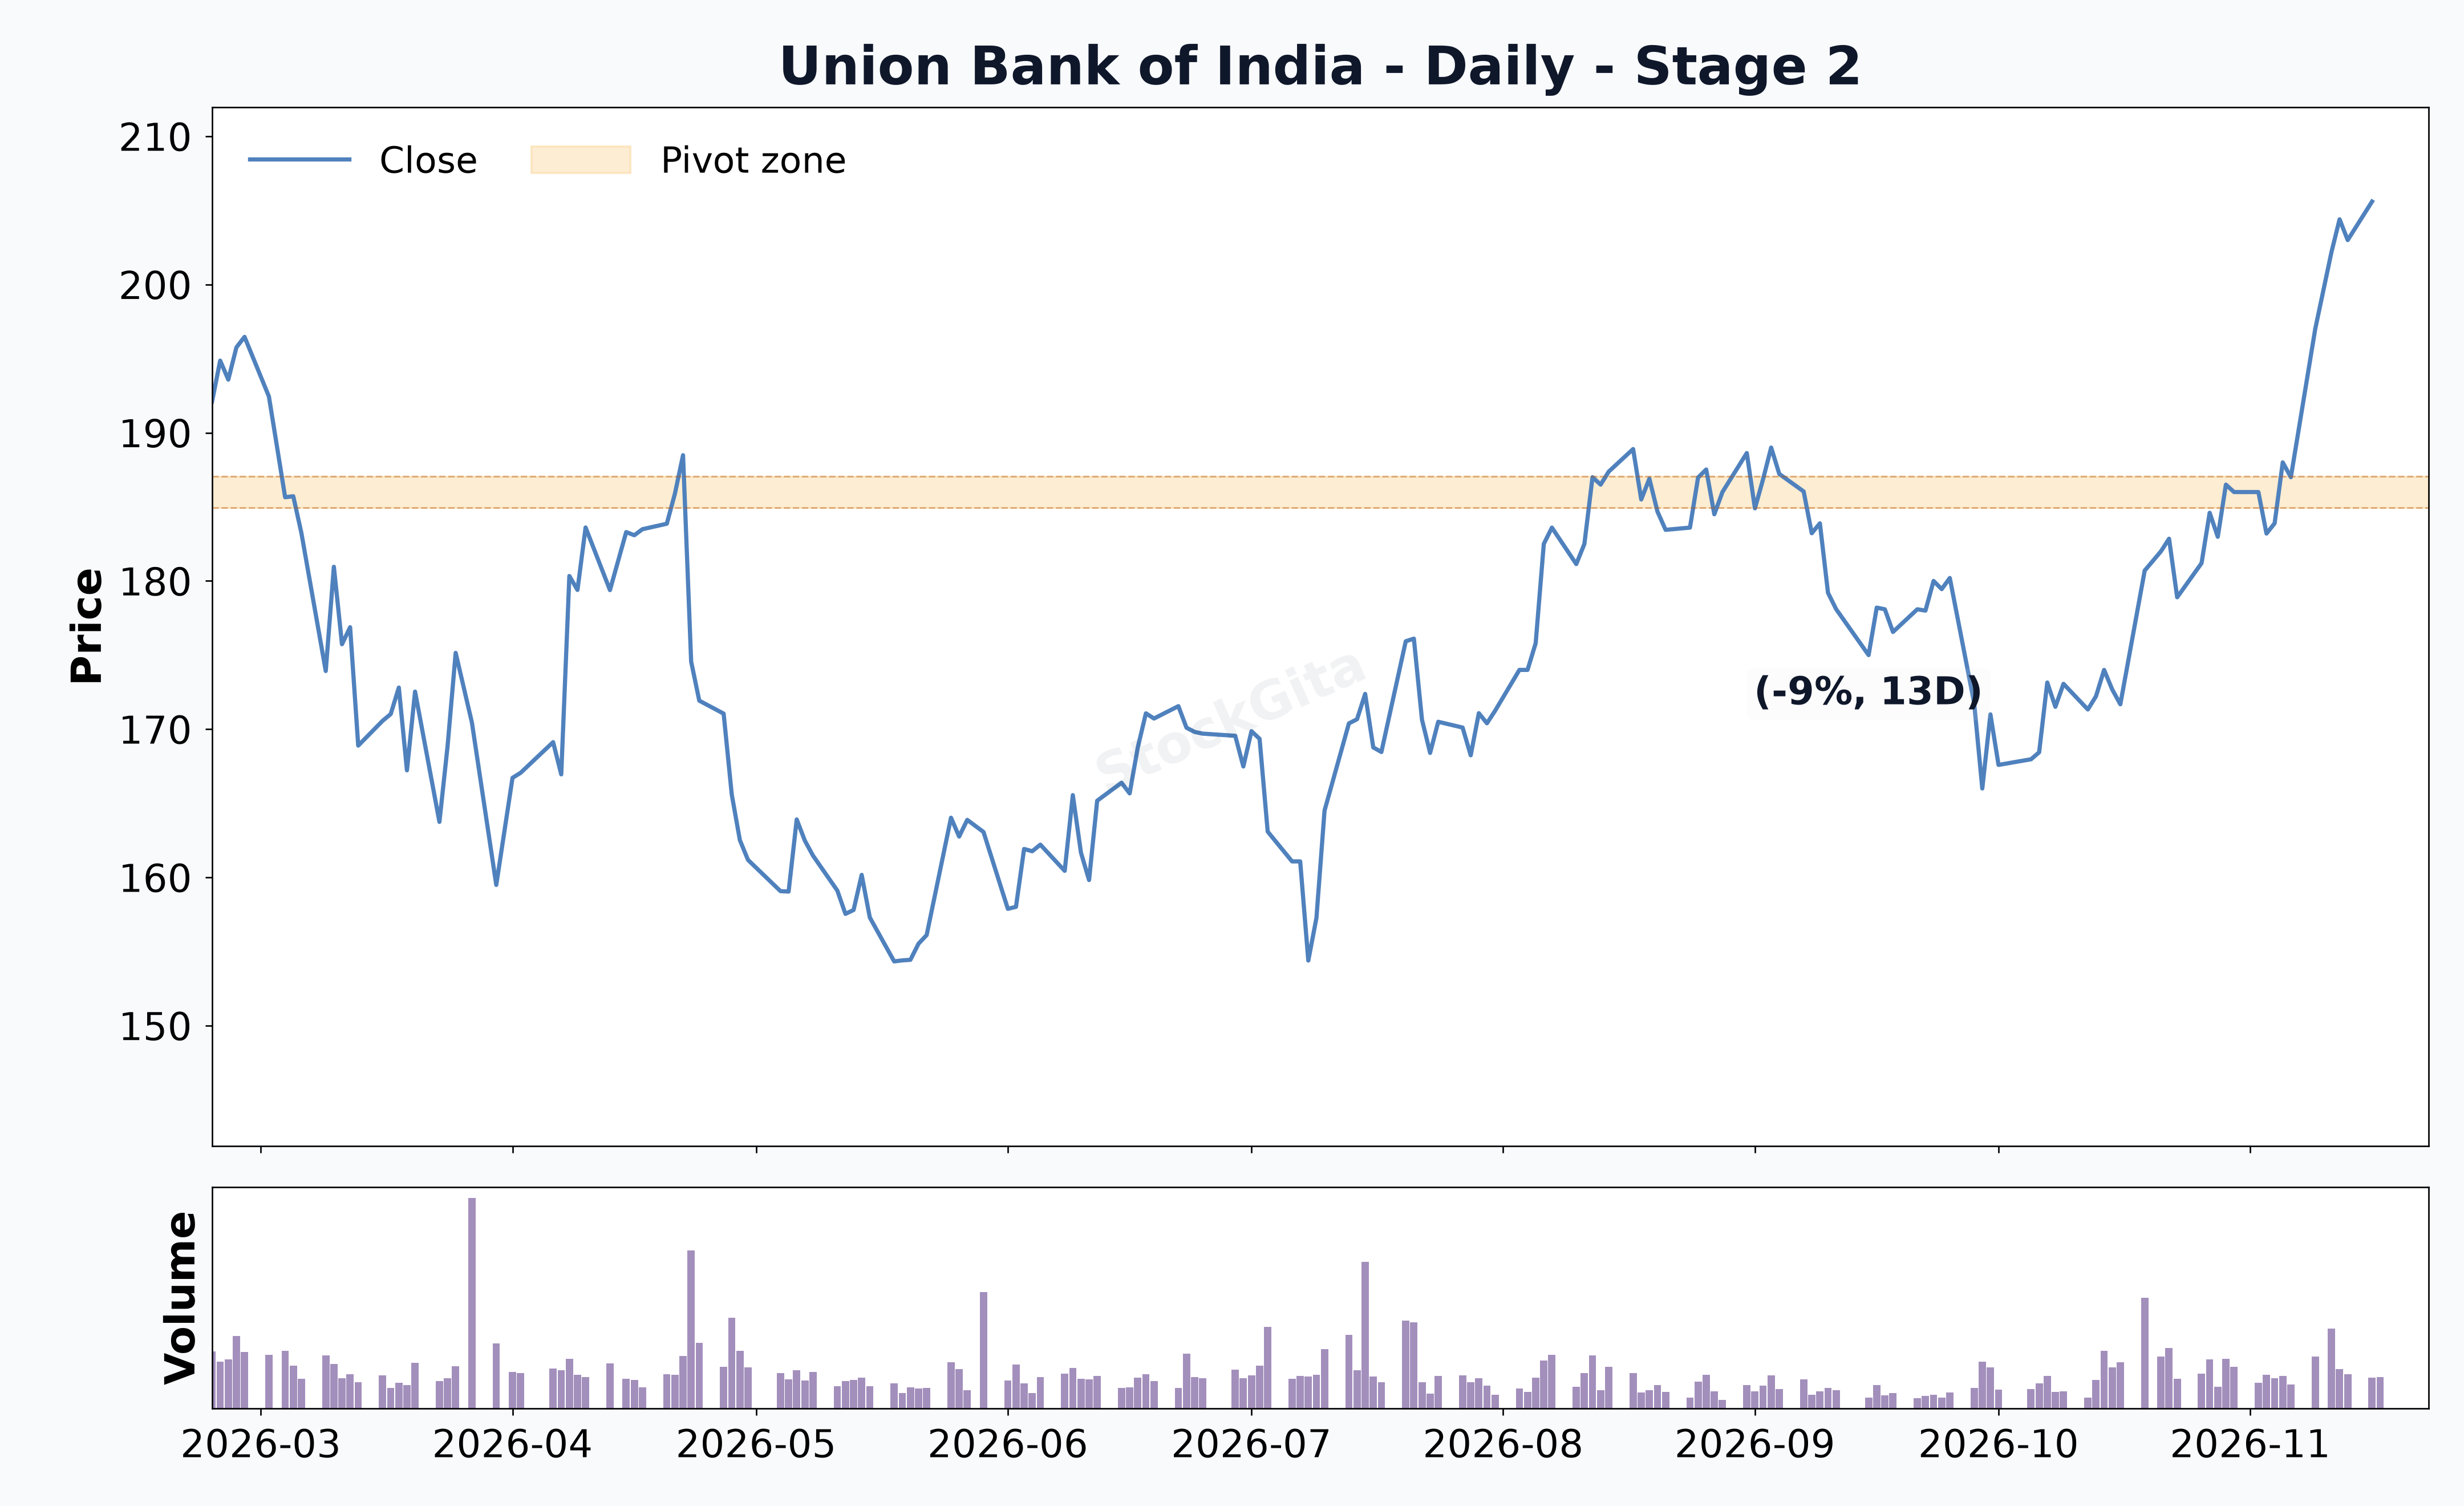 Union Bank of India - Daily - Stage 2
Close
Pivot zone
210
200
190
180
170
160
150
Price
(-9%, 13D)
StockGita
Volume
2026-03
2026-04
2026-05
2026-06
2026-07
2026-08
2026-09
2026-10
2026-11